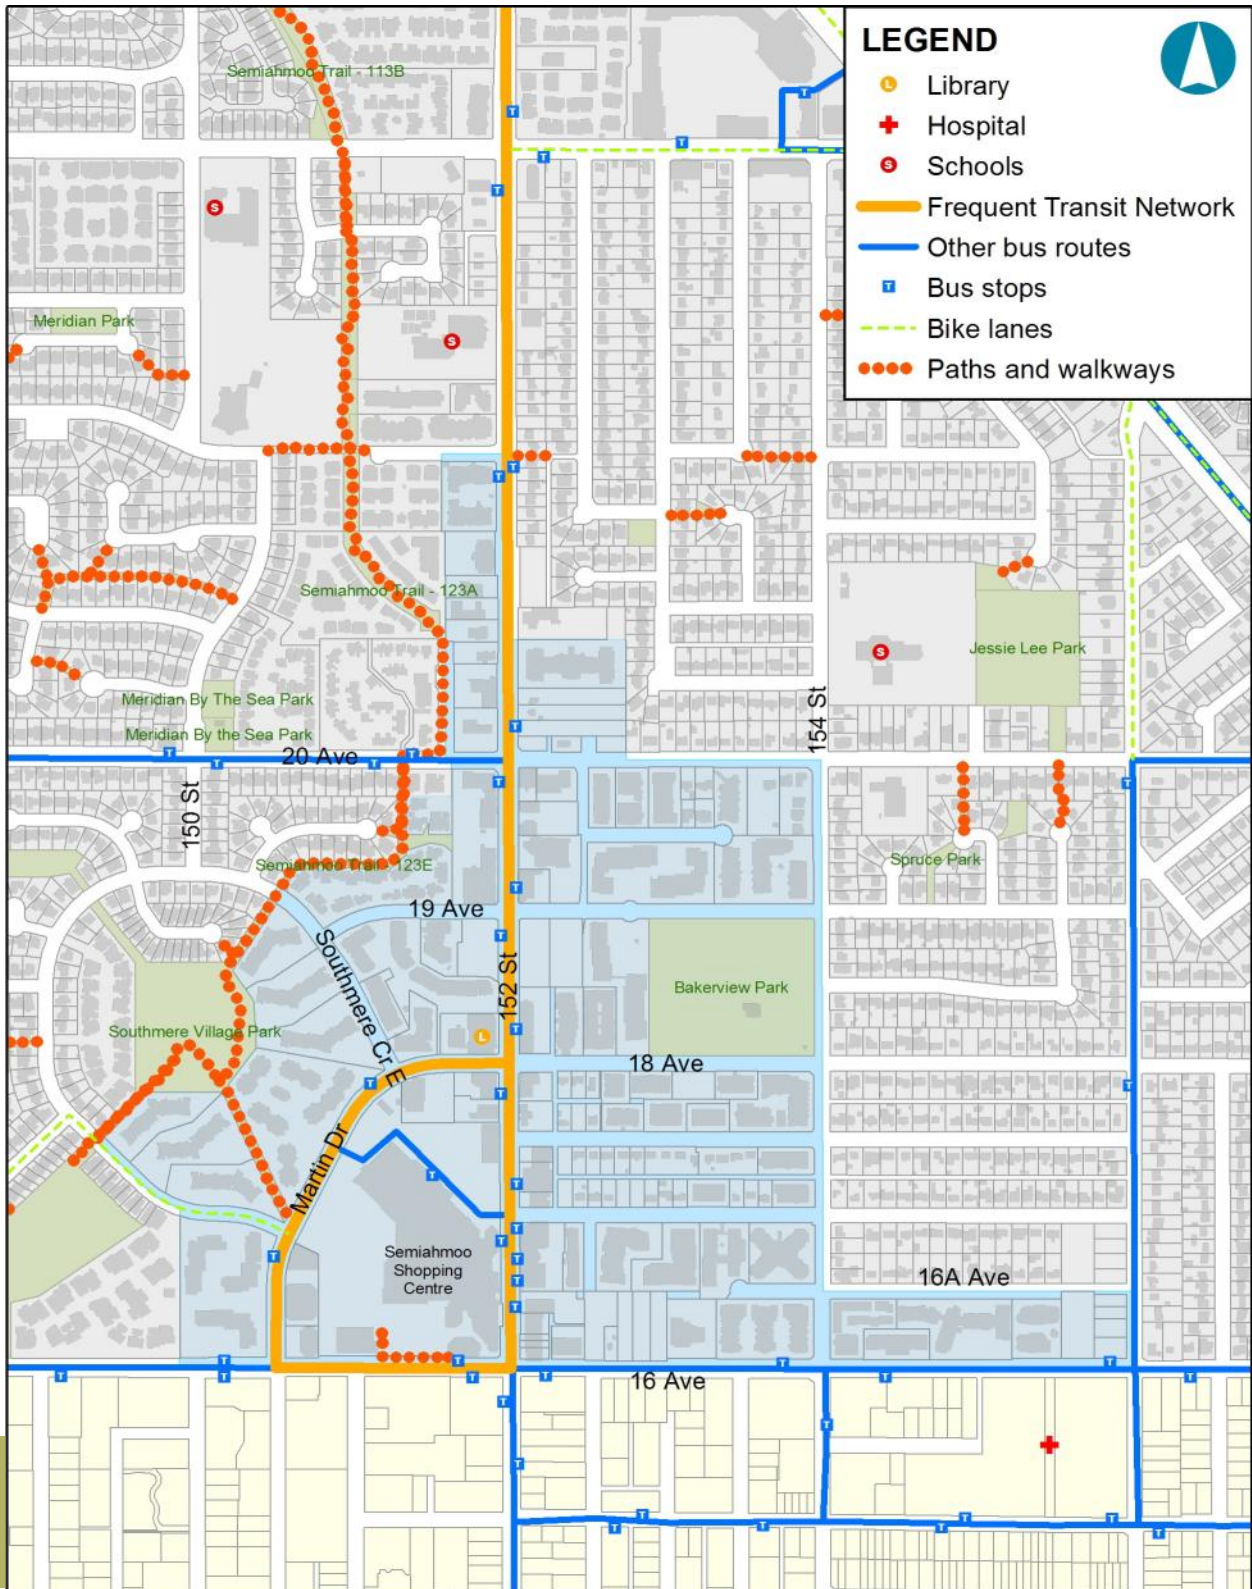 LEGEND
Library
Hospital
Schools
Frequent Transit Network
Other bus routes
Bus stops
Bike lanes
Paths and walkways
Semiahmoo Trail - 113B
Meridian Park
Semiahmoo Trail - 123A
Jessie Lee Park
Meridian By The Sea Park
Meridian By the Sea Park
20 Ave
154 St
150 St
Semiahmoo Trail - 123E
Spruce Park
19 Ave
Southmere Cr E
152 St
Bakerview Park
Southmere Village Park
18 Ave
Martin Dr
Semiahmoo
Shopping
Centre
16A Ave
16 Ave